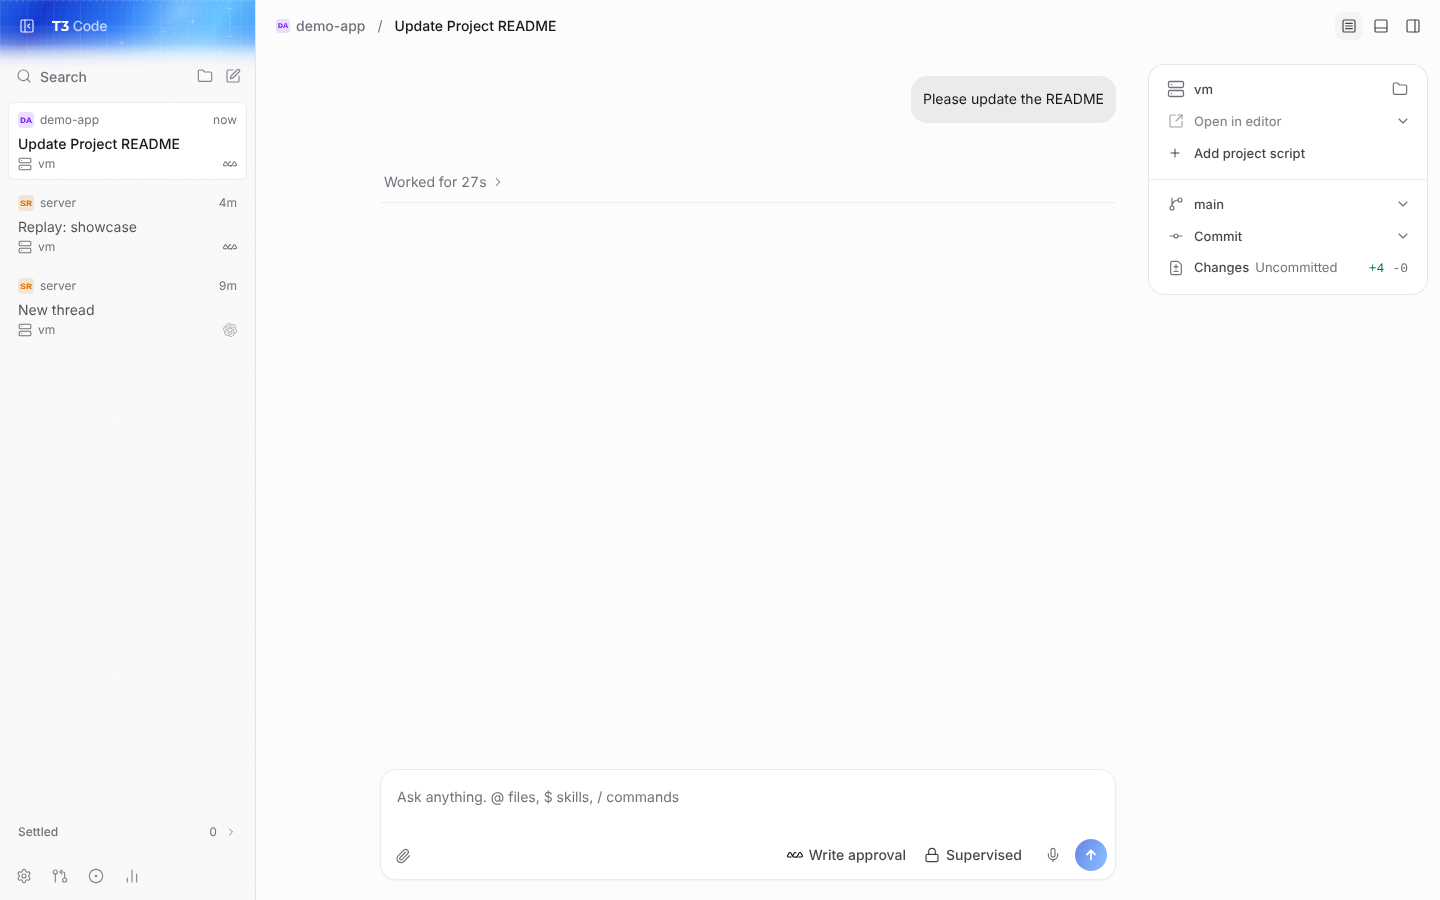 T3 Code
Search
DA demo-app now
Update Project README
vm
SR server 4m
Replay: showcase
vm
SR server 9m
New thread
vm
Settled 0
DA demo-app / Update Project README
Please update the README
Worked for 27s
Ask anything. @ files, $ skills, / commands
Write approval Supervised
vm
Open in editor
Add project script
main
Commit
Changes Uncommitted +4 -0